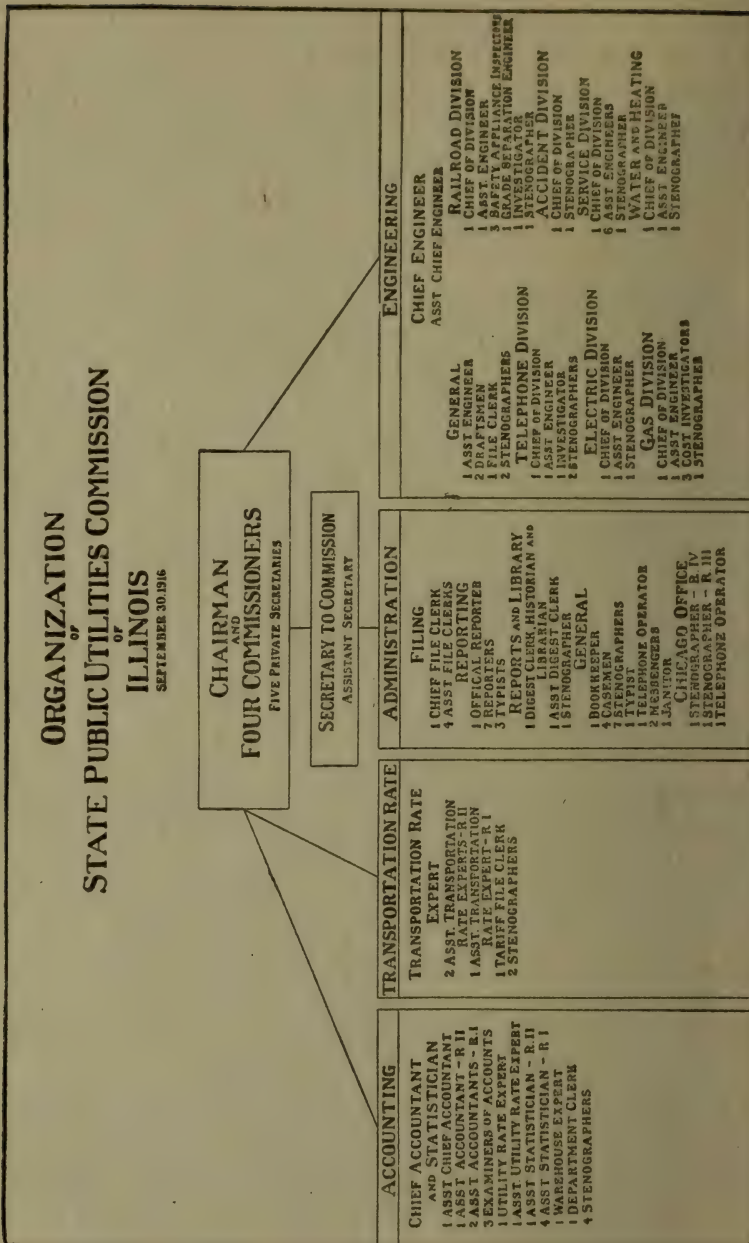 ORGANIZATION
OF
STATE PUBLIC UTILITIES COMMISSION
OF
ILLINOIS
SEPTEMBER 30.1916
CHAIRMAN
AND
FOUR COMMISSIONERS
FIVE PRIVATE SECRETARIES
SECRETARY TO COMMISSION
ASSISTANT SECRETARY
ACCOUNTING
CHIEF ACCOUNTANT
AND STATISTICIAN
1 ASST CHIEF ACCOUNTANT
1 ASST ACCOUNTANT - R II
2 ASST ACCOUNTANTS - R.I
3 EXAMINERS OF ACCOUNTS
1 UTILITY RATE EXPERT
1 ASST. UTILITY RATE EXPERT
1 ASST STATISTICIAN - R.II
4 ASST STATISTICIAN - R I
1 WAREHOUSE EXPERT
1 DEPARTMENT CLERK
4 STENOGRAPHERS
TRANSPORTATION RATE
TRANSPORTATION RATE
EXPERT
2 ASST. TRANSPORTATION
RATE EXPERTS-R II
1 ASST. TRANSPORTATION
RATE EXPERT-R I
1 TARIFF FILE CLERK
2 STENOGRAPHERS
ADMINISTRATION
FILING
1 CHIEF FILE CLERK
4 ASST FILE CLERKS
REPORTING
1 OFFICAL REPORTER
7 REPORTERS
3 TYPISTS
REPORTS AND LIBRARY
1 DIGEST CLERK, HISTORIAN AND
LIBRARIAN
1 ASST DIGEST CLERK
1 STENOGRAPHER
GENERAL
1 BOOKKEEPER
4 CASEMEN
7 STENOGRAPHERS
1 TYPIST
1 TELEPHONE OPERATOR
2 MESSENGERS
1 JANITOR
CHICAGO OFFICE
1 STENOGRAPHER - R. IV
1 STENOGRAPHER - R. III
1 TELEPHONE OPERATOR
ENGINEERING
CHIEF ENGINEER
ASST CHIEF ENGINEER
GENERAL
1 ASST ENGINEER
2 DRAFTSMEN
1 FILE CLERK
2 STENOGRAPHERS
TELEPHONE DIVISION
1 CHIEF OF DIVISION
1 ASST ENGINEER
1 INVESTIGATOR
2 STENOGRAPHERS
ELECTRIC DIVISION
1 CHIEF OF DIVISION
1 ASST ENGINEER
1 STENOGRAPHER
GAS DIVISION
1 CHIEF OF DIVISION
1 ASST ENGINEER
3 COST INVESTIGATORS
1 STENOGRAPHER
RAILROAD DIVISION
1 CHIEF OF DIVISION
1 ASST. ENGINEER
3 SAFETY APPLIANCE INSPECTORS
1 GRADE SEPARATION ENGINEER
1 INVESTIGATOR
1 STENOGRAPHER
ACCIDENT DIVISION
1 CHIEF OF DIVISION
1 STENOGRAPHER
SERVICE DIVISION
1 CHIEF OF DIVISION
6 ASST ENGINEERS
1 STENOGRAPHER
WATER AND HEATING
1 CHIEF OF DIVISION
1 ASST ENGINEER
1 STENOGRAPHER